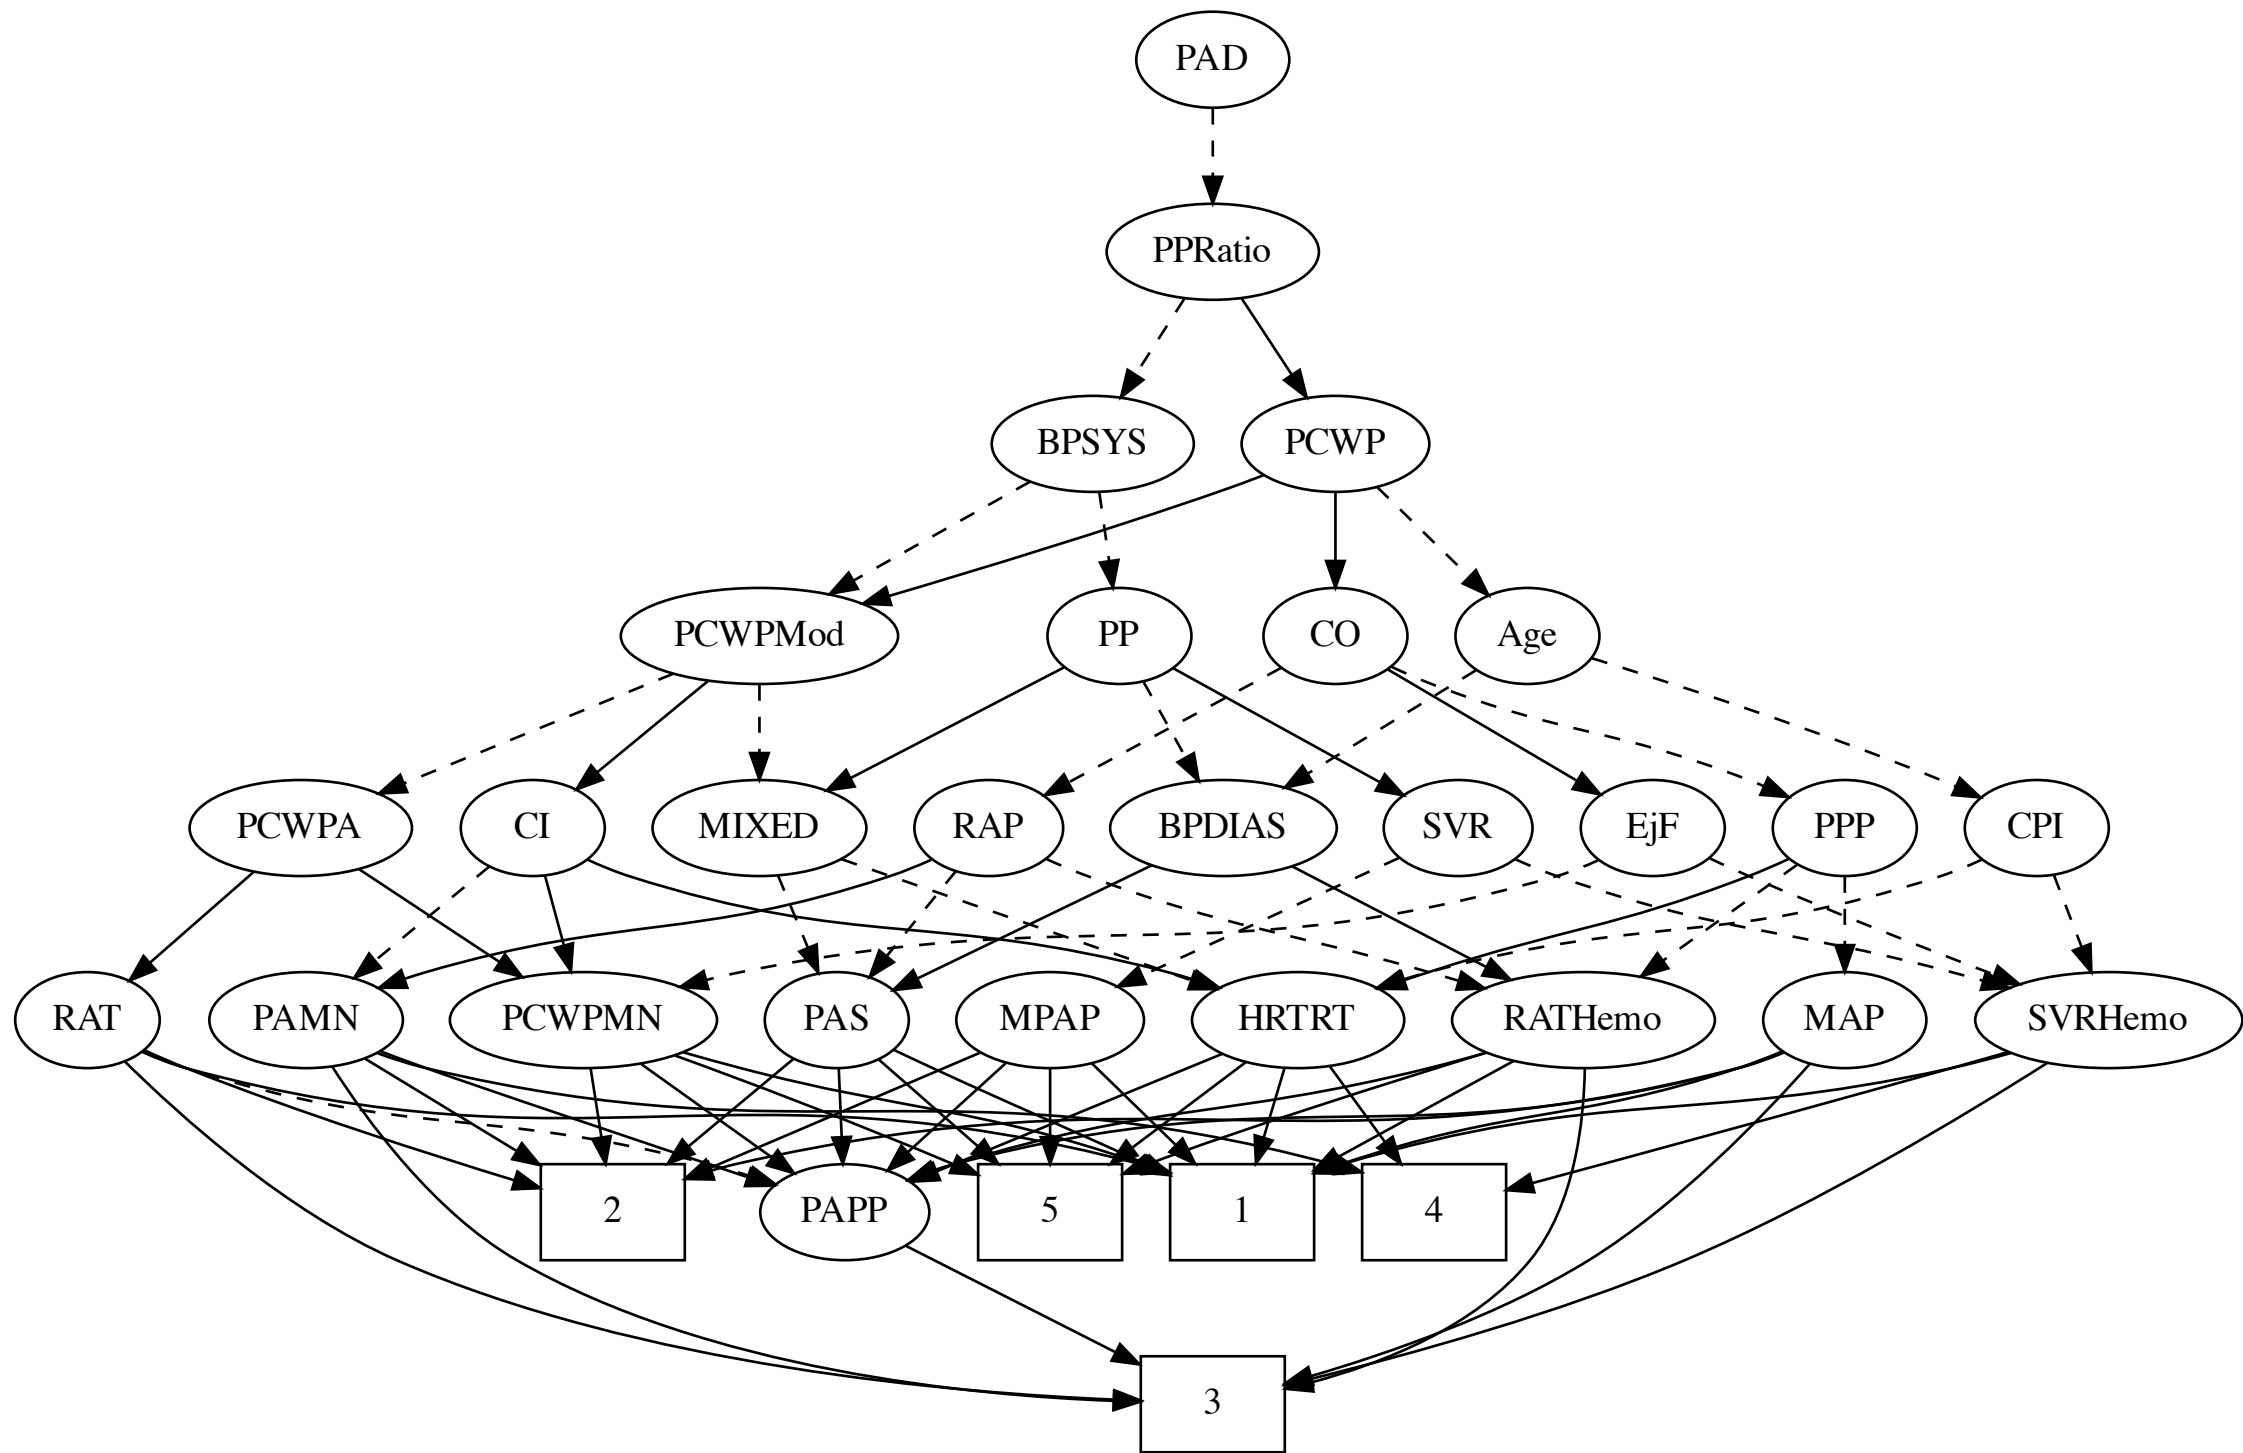 PAD
PPRatio
BPSYS
PCWP
PCWPMod
PP
CO
Age
PCWPA
CI
MIXED
RAP
BPDIAS
SVR
EjF
PPP
CPI
RAT
PAMN
PCWPMN
PAS
MPAP
HRTRT
RATHemo
MAP
SVRHemo
2
PAPP
5
1
4
3